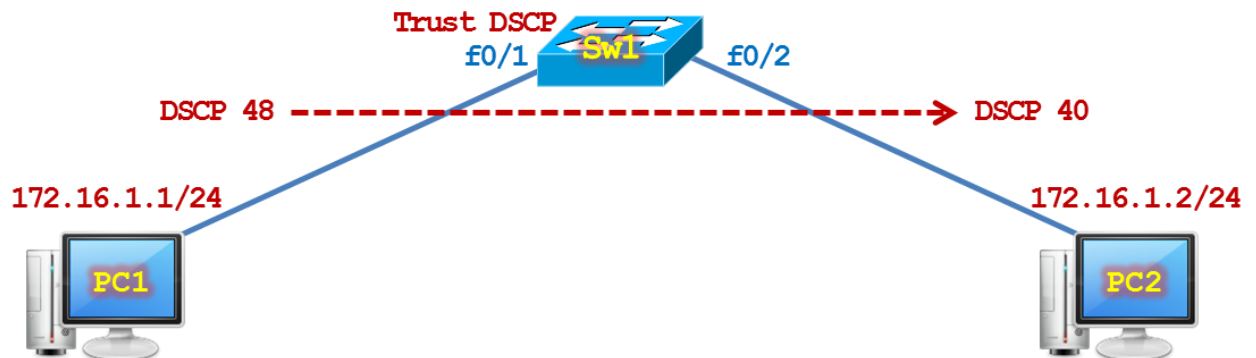 Trust DSCP
Sw1
f0/1
f0/2
DSCP 48
DSCP 40
172.16.1.1/24
172.16.1.2/24
PC1
PC2